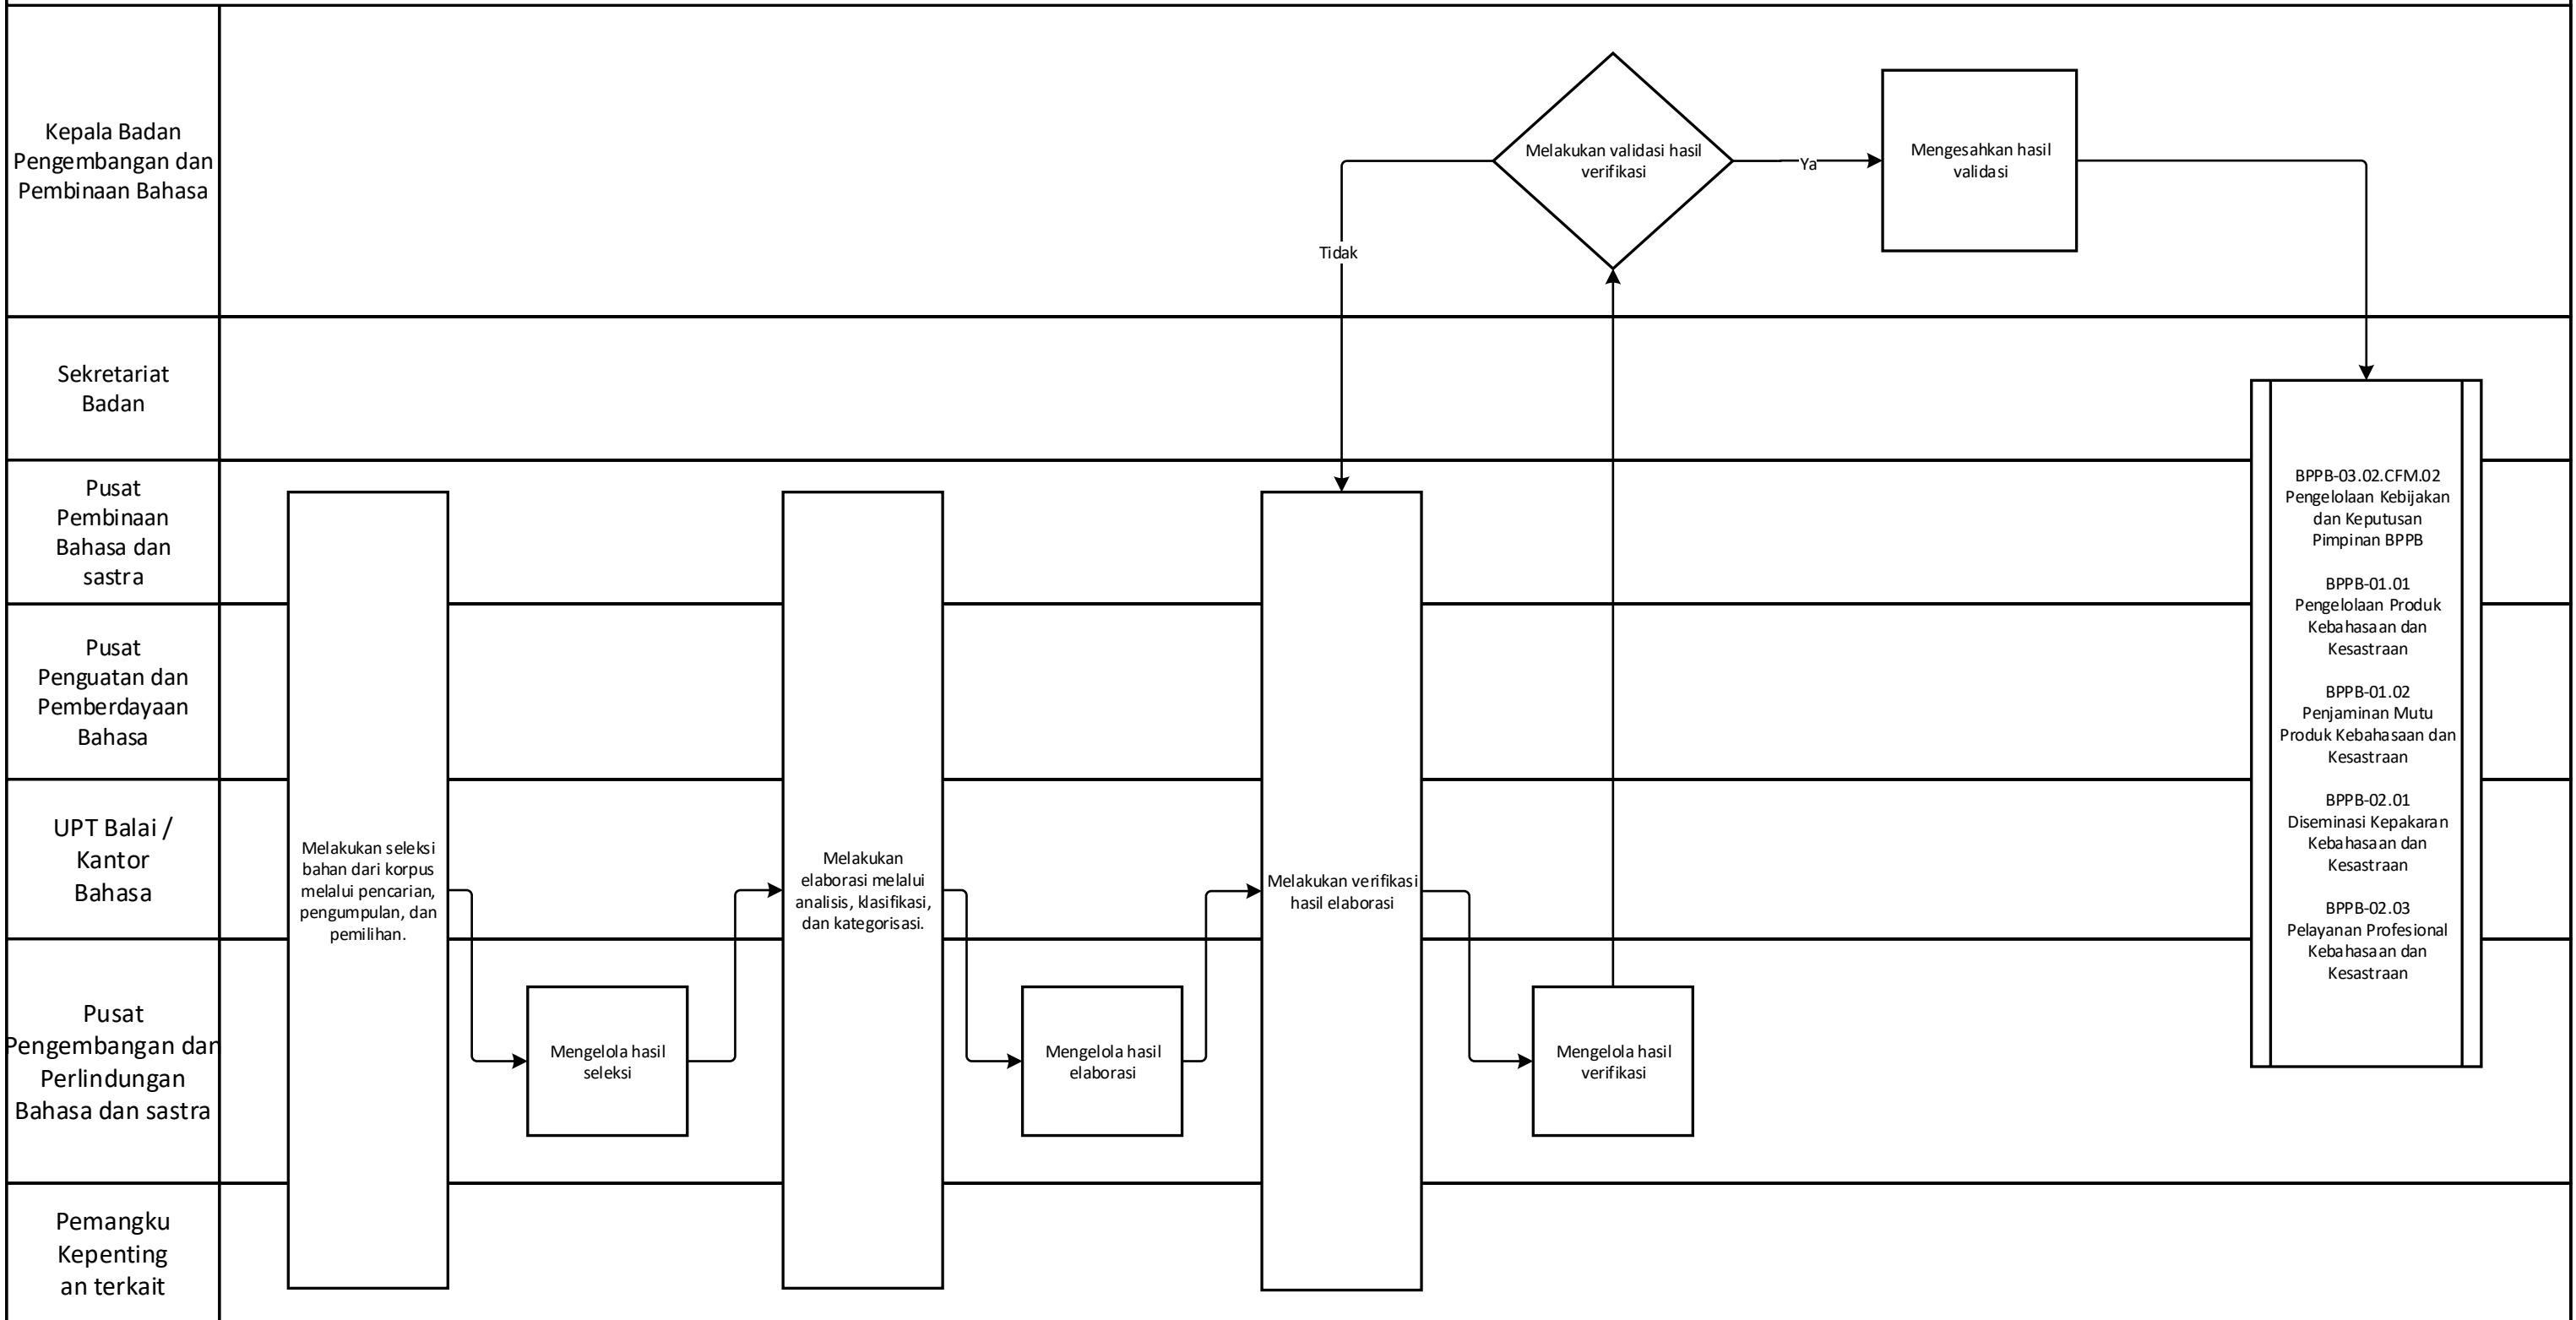 Kepala Badan
Pengembangan dan
Pembinaan Bahasa
Melakukan validasi hasil
verifikasi
Ya
Mengesahkan hasil
validasi
Tidak
Sekretariat
Badan
Pusat
Pembinaan
Bahasa dan
sastra
Pusat
Penguatan dan
Pemberdayaan
Bahasa
UPT Balai /
Kantor
Bahasa
Pusat
Pengembangan dan
Perlindungan
Bahasa dan sastra
Pemangku
Kepenting
an terkait
Melakukan seleksi
bahan dari korpus
melalui pencarian,
pengumpulan, dan
pemilihan.
Mengelola hasil
seleksi
Melakukan
elaborasi melalui
analisis, klasifikasi,
dan kategorisasi.
Mengelola hasil
elaborasi
Melakukan verifikasi
hasil elaborasi
Mengelola hasil
verifikasi
BPPB-03.02.CFM.02
Pengelolaan Kebijakan
dan Keputusan
Pimpinan BPPB
BPPB-01.01
Pengelolaan Produk
Kebahasaan dan
Kesastraan
BPPB-01.02
Penjaminan Mutu
Produk Kebahasaan dan
Kesastraan
BPPB-02.01
Diseminasi Kepakaran
Kebahasaan dan
Kesastraan
BPPB-02.03
Pelayanan Profesional
Kebahasaan dan
Kesastraan